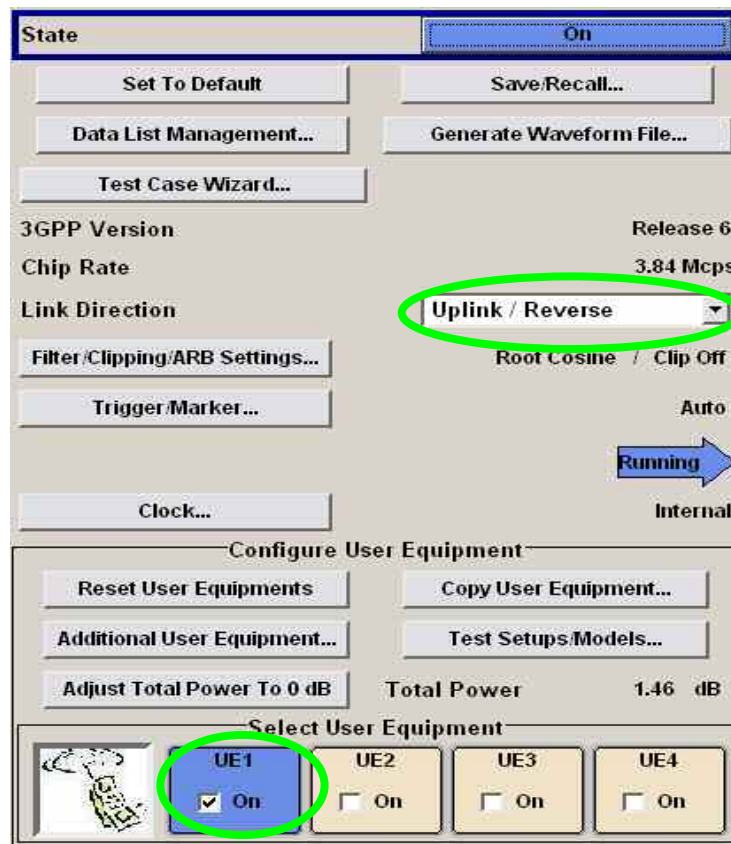 State On
Set To Default Save/Recall...
Data List Management... Generate Waveform File...
Test Case Wizard...
3GPP Version Release 6
Chip Rate 3.84 Mcps
Link Direction Uplink / Reverse
Filter/Clipping/ARB Settings... Root Cosine / Clip Off
Trigger/Marker... Auto
Running
Clock... Internal
Configure User Equipment
Reset User Equipments Copy User Equipment...
Additional User Equipment... Test Setups/Models...
Adjust Total Power To 0 dB Total Power 1.46 dB
Select User Equipment
UE1 UE2 UE3 UE4
On On On On